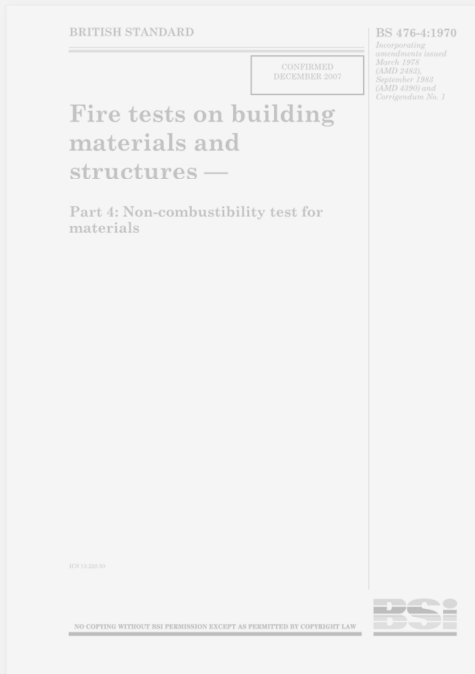 BRITISH STANDARD
BS 476-4:1970
Incorporating
amendments issued
March 1978
(AMD 2483),
September 1983
(AMD 4390) and
Corrigendum No. 1
CONFIRMED
DECEMBER 2007
Fire tests on building
materials and
structures —
Part 4: Non-combustibility test for
materials
NO COPYING WITHOUT BSI PERMISSION EXCEPT AS PERMITTED BY COPYRIGHT LAW
BSi